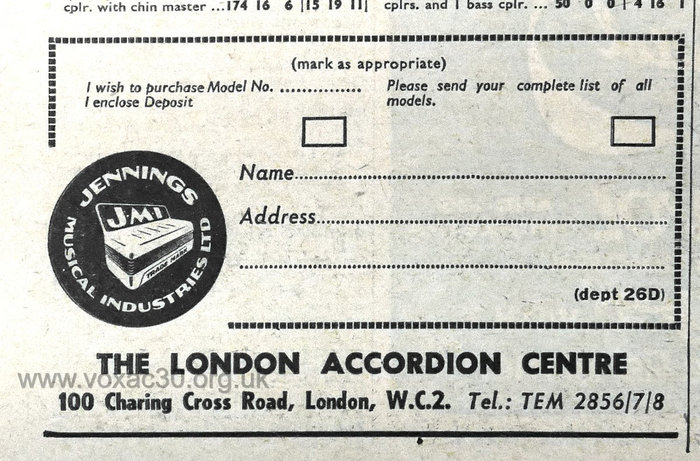 cplr. with chin master ...174 16 6 |15 19 11| cplrs. and 1 bass cplr. ... 50 0 0 | 4 16 1
(mark as appropriate)
I wish to purchase Model No. ...............
I enclose Deposit
Please send your complete list of all
models.
Name
Address
(dept 26D)
JENNINGS
MUSICAL INDUSTRIES LTD
J·M·I
TRADE MARK
THE LONDON ACCORDION CENTRE
www.voxac30.org.uk
100 Charing Cross Road, London, W.C.2. Tel.: TEM 2856/7/8